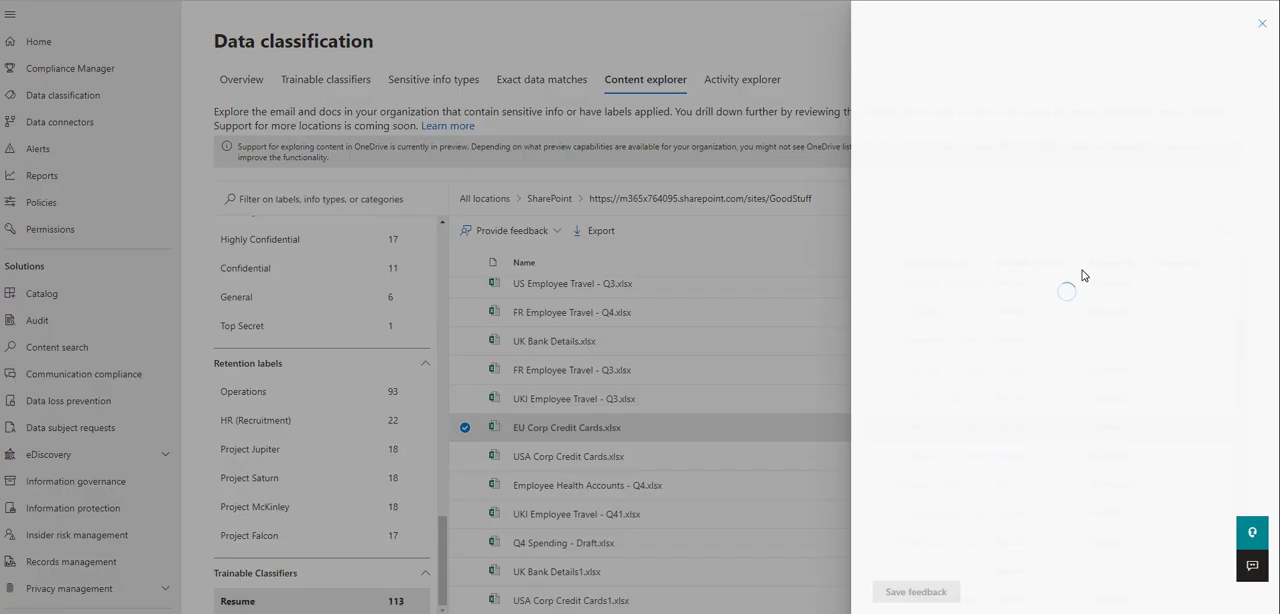 Home
Compliance Manager
Data classification
Data connectors
Alerts
Reports
Policies
Permissions
Solutions
Catalog
Audit
Content search
Communication compliance
Data loss prevention
Data subject requests
eDiscovery
Information governance
Information protection
Insider risk management
Records management
Privacy management
Data classification
Overview Trainable classifiers Sensitive info types Exact data matches Content explorer Activity explorer
Explore the email and docs in your organization that contain sensitive info or have labels applied. You drill down further by reviewing the
Support for more locations is coming soon. Learn more
Support for exploring content in OneDrive is currently in preview. Depending on what preview capabilities are available for your organization, you might not see OneDrive list
improve the functionality.
Filter on labels, info types, or categories
Highly Confidential 17
Confidential 11
General 6
Top Secret 1
Retention labels
Operations 93
HR (Recruitment) 22
Project Jupiter 18
Project Saturn 18
Project McKinley 18
Project Falcon 17
Trainable Classifiers
Resume 113
All locations > SharePoint > https://m365x764095.sharepoint.com/sites/GoodStuff
Provide feedback Export
Name
US Employee Travel - Q3.xlsx
FR Employee Travel - Q4.xlsx
UK Bank Details.xlsx
FR Employee Travel - Q3.xlsx
UKI Employee Travel - Q3.xlsx
EU Corp Credit Cards.xlsx
USA Corp Credit Cards.xlsx
Employee Health Accounts - Q4.xlsx
UKI Employee Travel - Q41.xlsx
Q4 Spending - Draft.xlsx
UK Bank Details1.xlsx
USA Corp Credit Cards1.xlsx
Save feedback